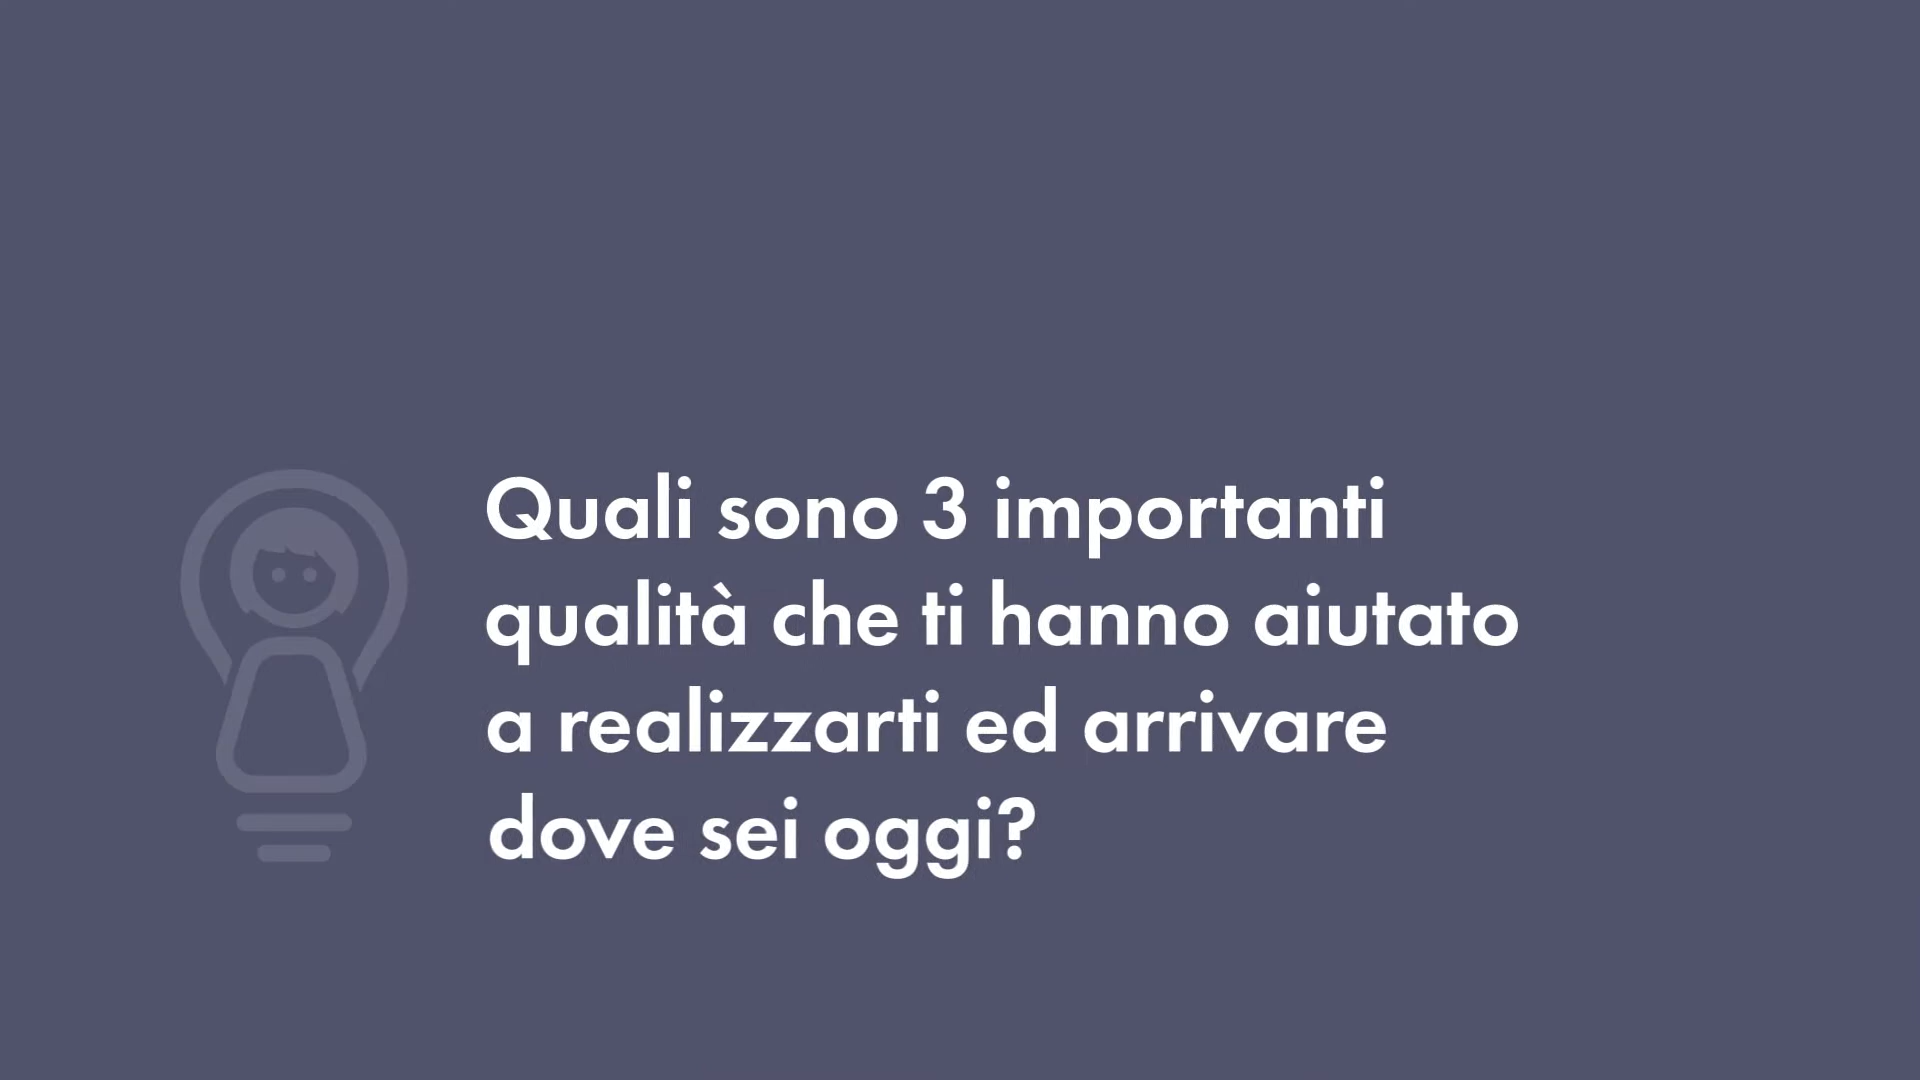 Quali sono 3 importanti
qualità che ti hanno aiutato
a realizzarti ed arrivare
dove sei oggi?